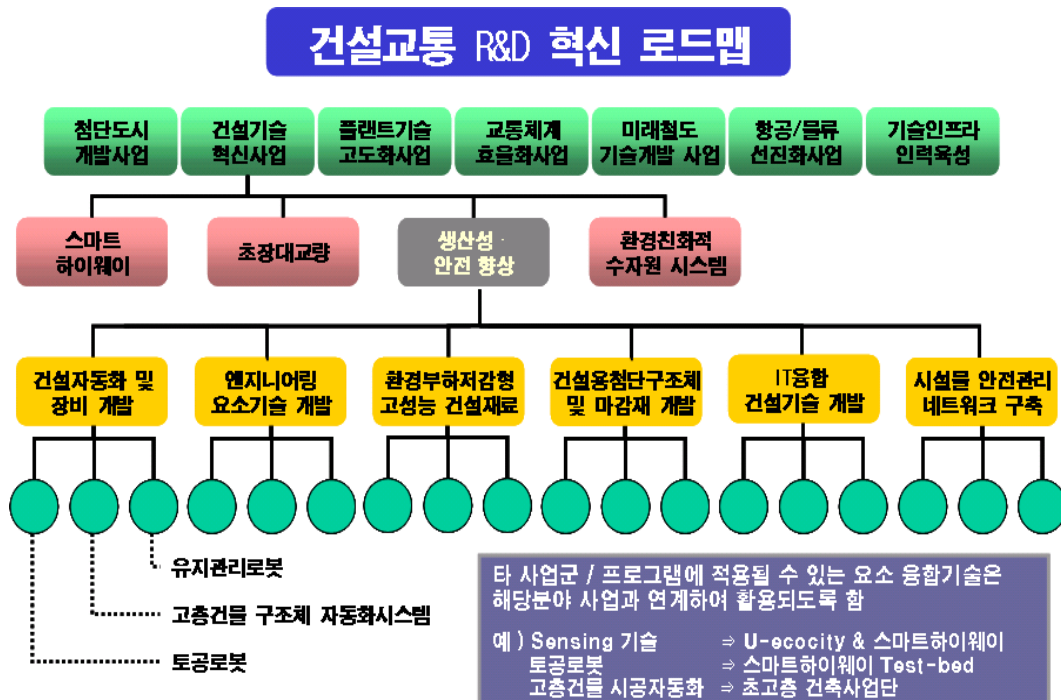 건설교통 R&D 혁신 로드맵
첨단도시
개발사업
건설기술
혁신사업
플랜트기술
고도화사업
교통체계
효율화사업
미래철도
기술개발 사업
항공/물류
선진화사업
기술인프라
인력육성
스마트
하이웨이
초장대교량
생산성·
안전 향상
환경친화적
수자원 시스템
건설자동화 및
장비 개발
엔지니어링
요소기술 개발
환경부하저감형
고성능 건설재료
건설용첨단구조체
및 마감재 개발
IT융합
건설기술 개발
시설물 안전관리
네트워크 구축
유지관리로봇
고층건물 구조체 자동화시스템
토공로봇
타 사업군 / 프로그램에 적용될 수 있는 요소 융합기술은
해당분야 사업과 연계하여 활용되도록 함
예 ) Sensing 기술 ⇒ U-ecocity & 스마트하이웨이
토공로봇 ⇒ 스마트하이웨이 Test-bed
고층건물 시공자동화 ⇒ 초고층 건축사업단